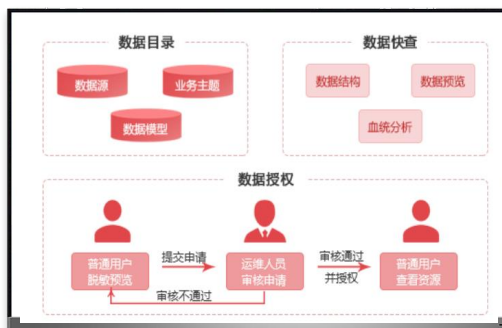 数据目录
数据快查
数据源
业务主题
数据模型
数据结构
数据预览
血统分析
数据授权
普通用户
脱敏预览
提交申请
运维人员
审核申请
审核通过
并授权
普通用户
查看资源
审核不通过